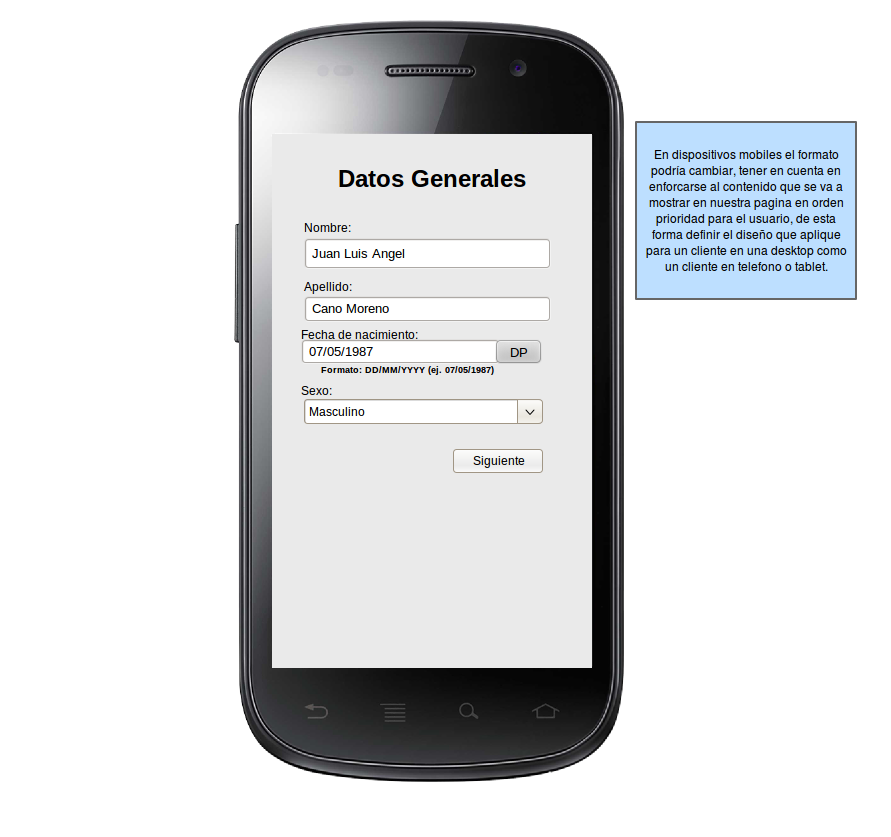 Datos Generales
Nombre:
Juan Luis Angel
Apellido:
Cano Moreno
Fecha de nacimiento:
07/05/1987
DP
Formato: DD/MM/YYYY (ej. 07/05/1987)
Sexo:
Masculino
Siguiente
En dispositivos mobiles el formato
podría cambiar, tener en cuenta en
enforcarse al contenido que se va a
mostrar en nuestra pagina en orden
prioridad para el usuario, de esta
forma definir el diseño que aplique
para un cliente en una desktop como
un cliente en telefono o tablet.